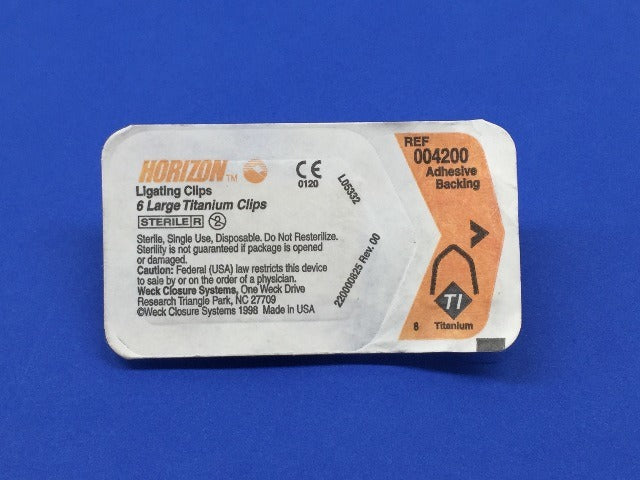 HORIZON™
Ligating Clips
6 Large Titanium Clips
STERILE R 2
Sterile, Single Use, Disposable. Do Not Resterilize.
Sterility is not guaranteed if package is opened
or damaged.
Caution: Federal (USA) law restricts this device
to sale by or on the order of a physician.
Weck Closure Systems, One Weck Drive
Research Triangle Park, NC 27709
©Weck Closure Systems 1998 Made in USA
CE
0120
L05332
220000825 Rev. 00
REF
004200
Adhesive
Backing
TI
6 Titanium